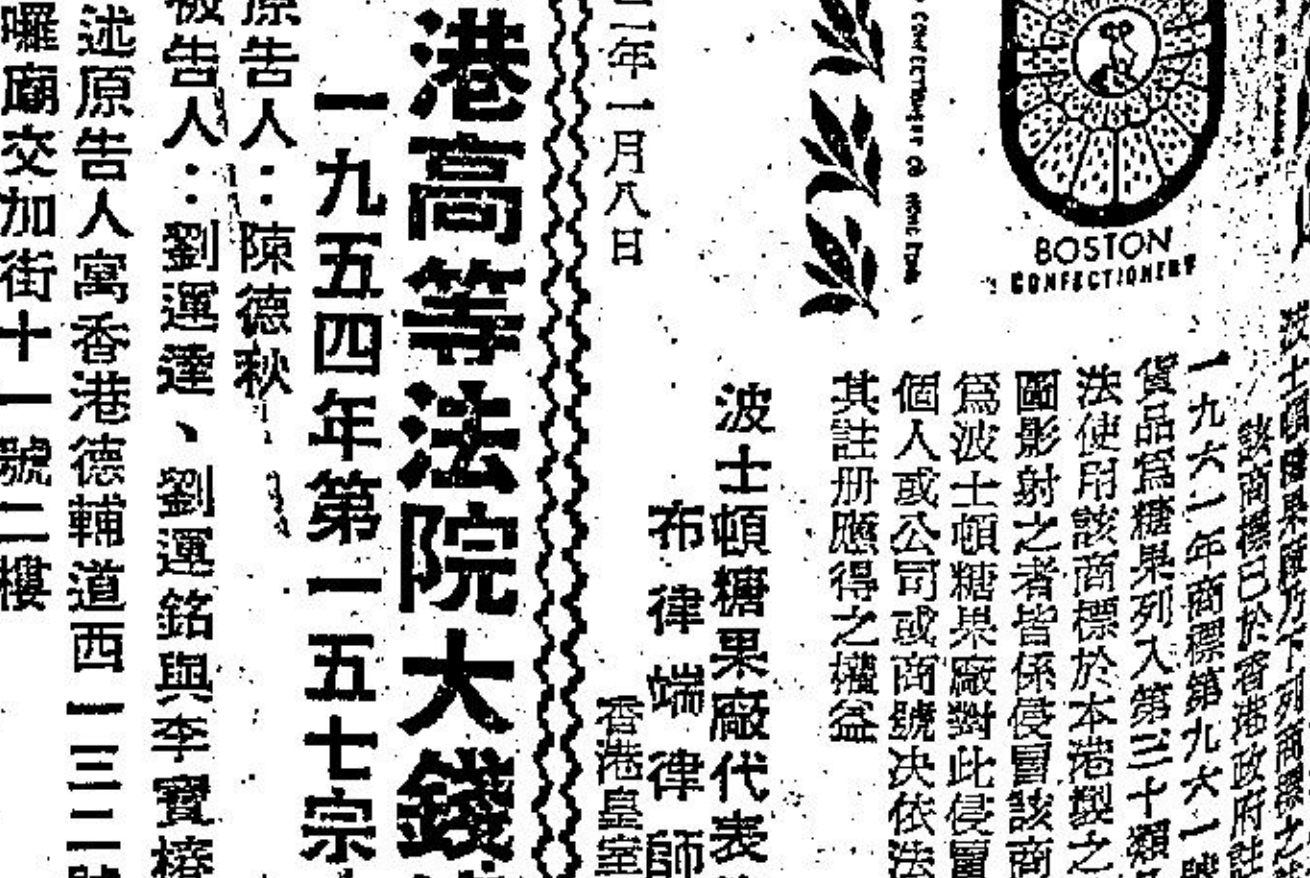 BOSTON
CONFECTIONERY
波士頓糖果廠乃下列商標之註
該商標已於香港政府註
一九六一年商標第九六一號
貨品爲糖果列入第三十類
法使用該商標於本港製之
圖影射之者皆係侵冒該商
爲波士頓糖果廠對此侵冒
個人或公司或商號决依法
其註册應得之權益
波士頓糖果廠代表
布律端律師
香港皇室
二年一月八日
港高等法院大錢
一九五四年第一五七宗
原告人:陳德秋
被告人:劉運達、劉運銘與李寶椿
述原告人寓香港德輔道西一三二號
囉廟交加街十一號二樓